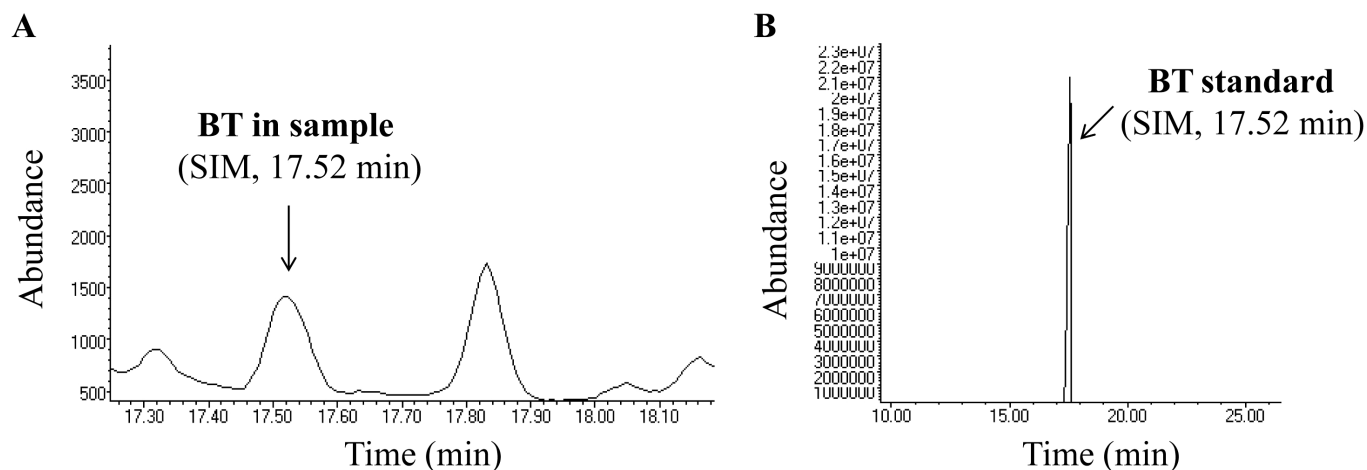 A
Abundance
3500
3000
2500
2000
1500
1000
500
BT in sample
(SIM, 17.52 min)
17.30 17.40 17.50 17.60 17.70 17.80 17.90 18.00 18.10
Time (min)
B
Abundance
2.3e+07
2.2e+07
2.1e+07
2e+07
1.9e+07
1.8e+07
1.7e+07
1.6e+07
1.5e+07
1.4e+07
1.3e+07
1.2e+07
1.1e+07
1e+07
9000000
8000000
7000000
6000000
5000000
4000000
3000000
2000000
1000000
BT standard
(SIM, 17.52 min)
10.00 15.00 20.00 25.00
Time (min)